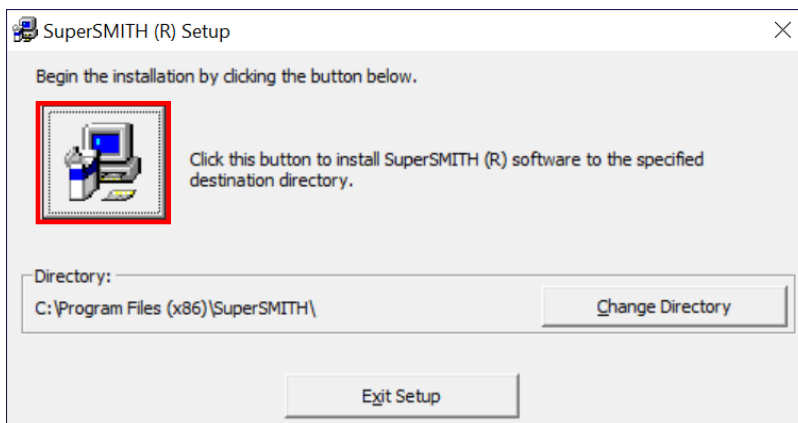 SuperSMITH (R) Setup
Begin the installation by clicking the button below.
Click this button to install SuperSMITH (R) software to the specified
destination directory.
Directory:
C:\Program Files (x86)\SuperSMITH\
Change Directory
Exit Setup